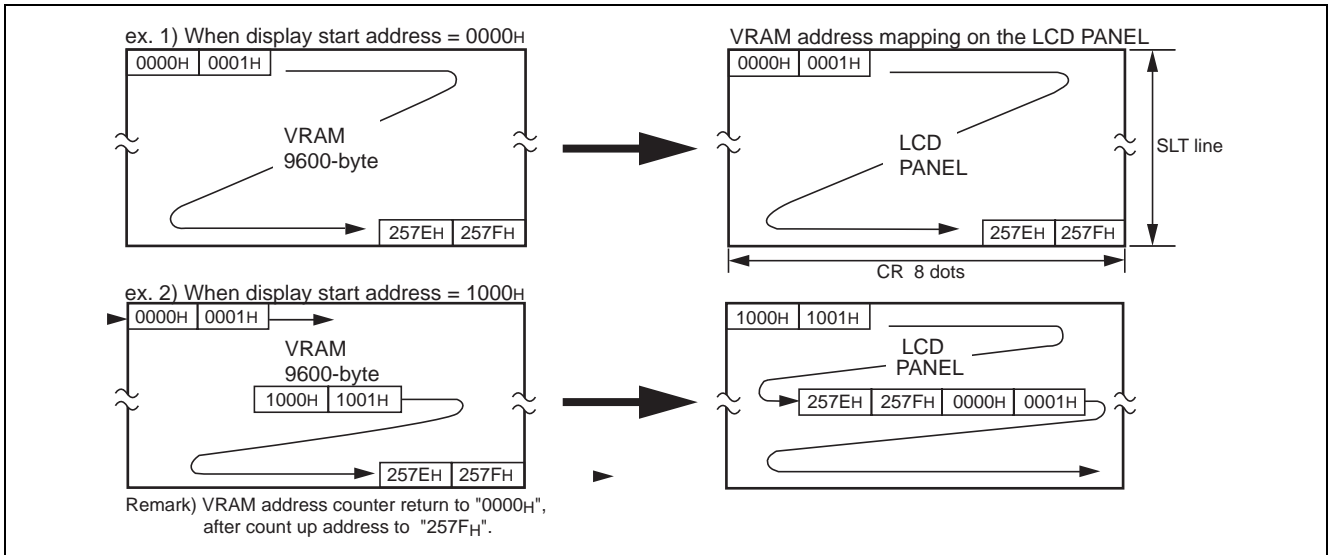 ex. 1) When display start address = 0000H
0000H 0001H
VRAM
9600-byte
257EH 257FH
VRAM address mapping on the LCD PANEL
0000H 0001H
LCD
PANEL
257EH 257FH
SLT line
CR 8 dots
ex. 2) When display start address = 1000H
0000H 0001H
VRAM
9600-byte
1000H 1001H
257EH 257FH
1000H 1001H
LCD
PANEL
257EH 257FH 0000H 0001H
Remark) VRAM address counter return to "0000H",
after count up address to "257FH".